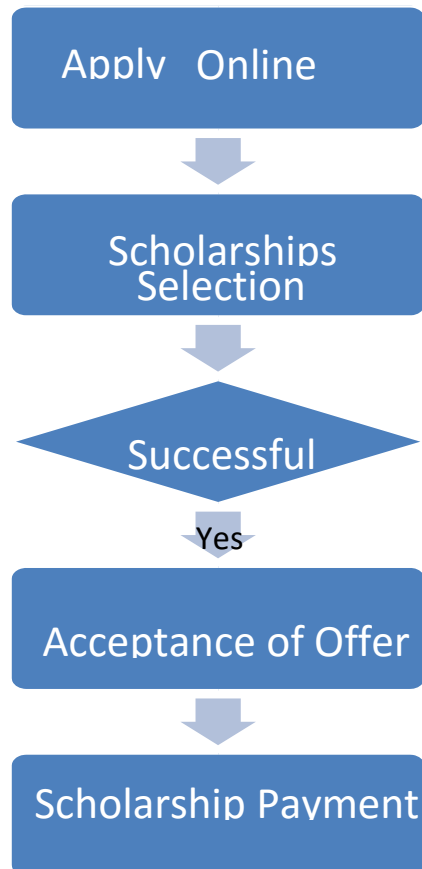 Apply Online
Scholarships
Selection
Successful
Yes
Acceptance of Offer
Scholarship Payment